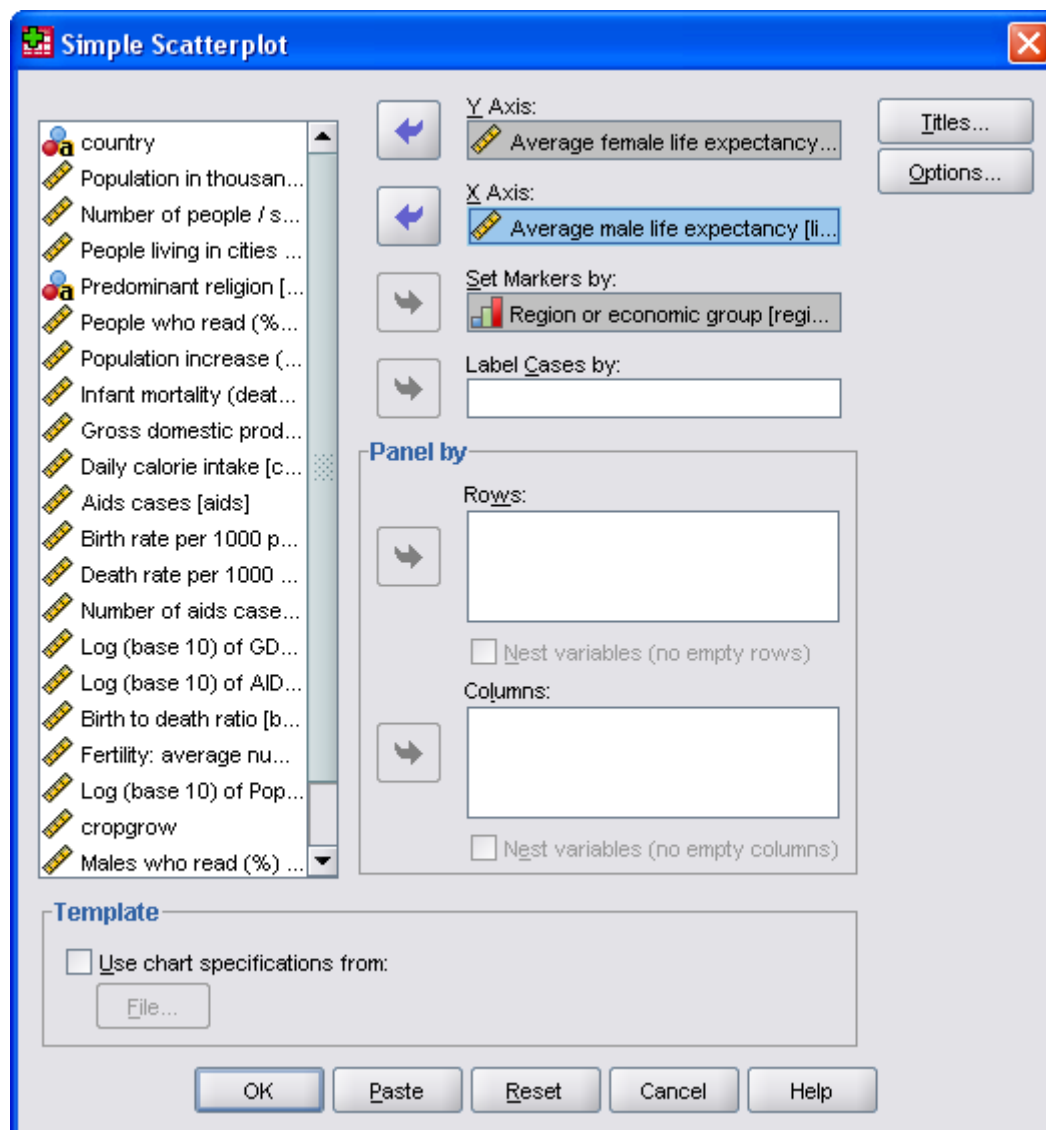 Simple Scatterplot
country
Population in thousan...
Number of people / s...
People living in cities ...
Predominant religion [...
People who read (%...
Population increase (...
Infant mortality (deat...
Gross domestic prod...
Daily calorie intake [c...
Aids cases [aids]
Birth rate per 1000 p...
Death rate per 1000 ...
Number of aids case...
Log (base 10) of GD...
Log (base 10) of AID...
Birth to death ratio [b...
Fertility: average nu...
Log (base 10) of Pop...
cropgrow
Males who read (%) ...
Y Axis:
Average female life expectancy...
X Axis:
Average male life expectancy [li...
Set Markers by:
Region or economic group [regi...
Label Cases by:
Panel by
Rows:
Nest variables (no empty rows)
Columns:
Nest variables (no empty columns)
Titles...
Options...
Template
Use chart specifications from:
File...
OK
Paste
Reset
Cancel
Help